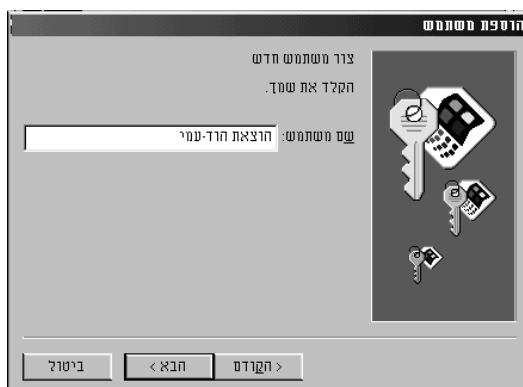 הוספת משתמש
צור משתמש חדש
הקלד את שמך.
שם משתמש: הוצאת הוד-עמי
< הקודם
הבא >
ביטול